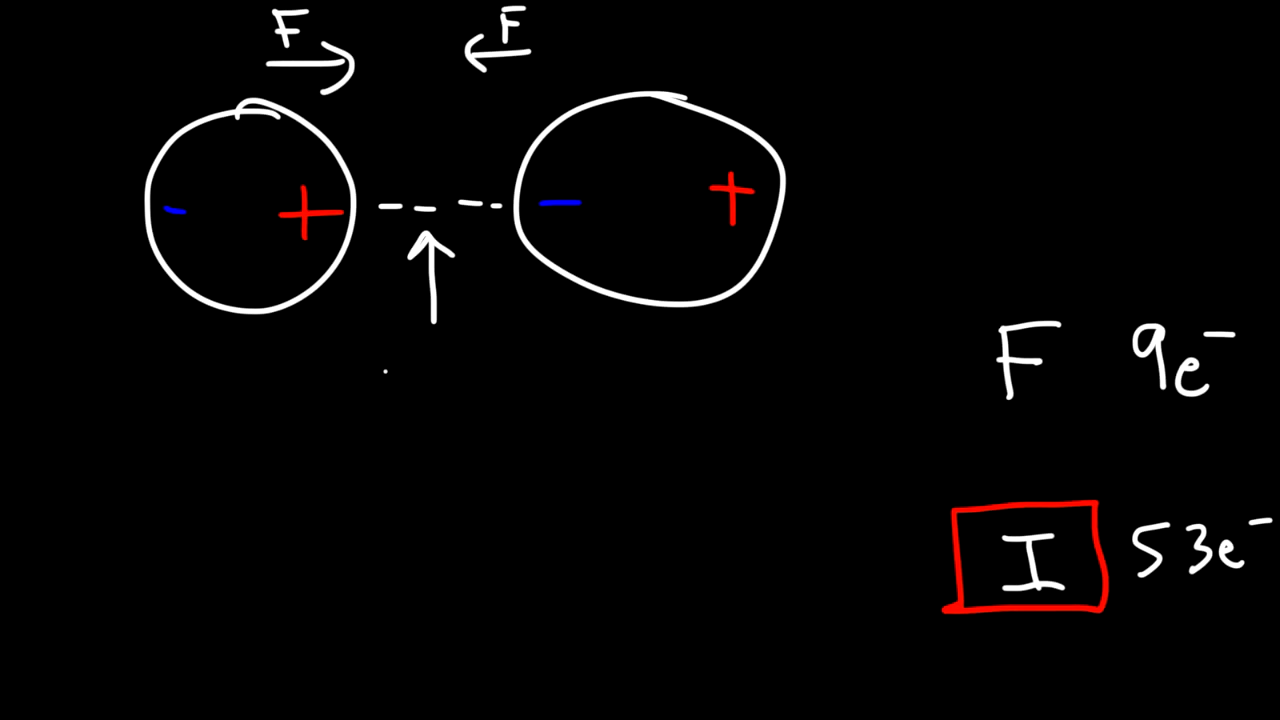 F F
- + - +
F 9e⁻
I 53e⁻